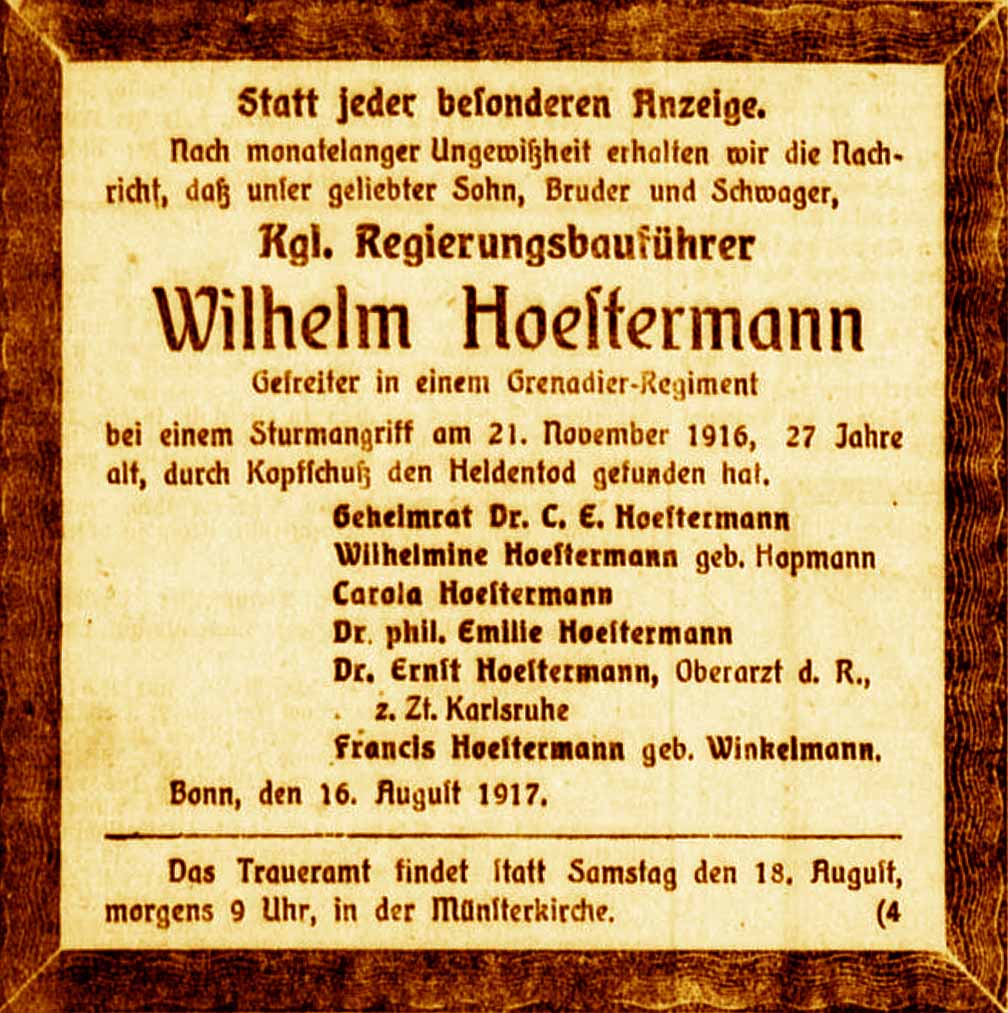 Statt jeder beſonderen Anzeige.
Nach monatelanger Ungewißheit erhalten wir die Nach-
richt, daß unſer geliebter Sohn, Bruder und Schwager,
Kgl. Regierungsbauführer
Wilhelm Hoeſtermann
Gefreiter in einem Grenadier-Regiment
bei einem Sturmangriff am 21. November 1916, 27 Jahre
alt, durch Kopfſchuß den Heldentod gefunden hat.
Geheimrat Dr. C. E. Hoeſtermann
Wilhelmine Hoeſtermann geb. Hopmann
Carola Hoeſtermann
Dr. phil. Emilie Hoeſtermann
Dr. Ernſt Hoeſtermann, Oberarzt d. R.,
z. Zt. Karlsruhe
Francis Hoeſtermann geb. Winkelmann.
Bonn, den 16. Auguſt 1917.
Das Traueramt findet ſtatt Samstag den 18. Auguſt,
morgens 9 Uhr, in der Münſterkirche. (4